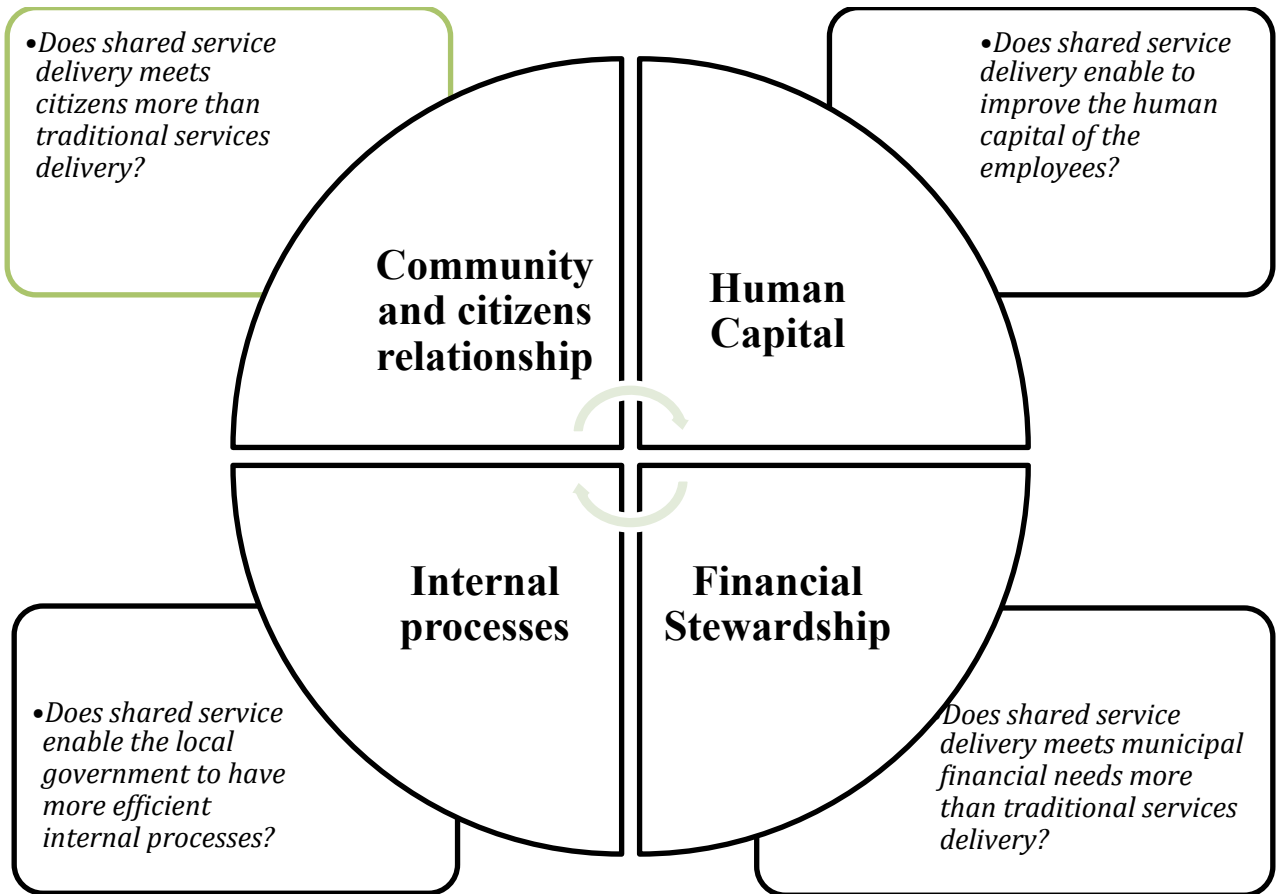 •Does shared service
delivery meets
citizens more than
traditional services
delivery?
•Does shared service
delivery enable to
improve the human
capital of the
employees?
Community
and citizens
relationship
Human
Capital
Internal
processes
Financial
Stewardship
•Does shared service
enable the local
government to have
more efficient
internal processes?
Does shared service
delivery meets municipal
financial needs more
than traditional services
delivery?